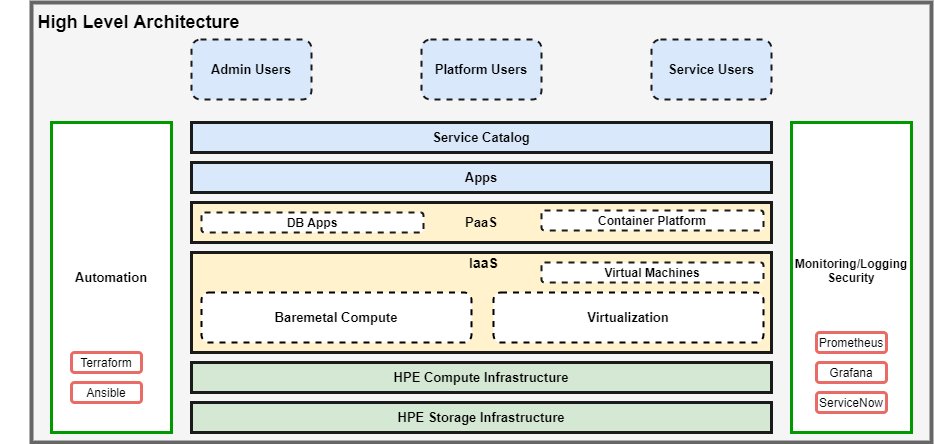 High Level Architecture
Admin Users
Platform Users
Service Users
Service Catalog
Apps
DB Apps
PaaS
Container Platform
IaaS
Virtual Machines
Baremetal Compute
Virtualization
HPE Compute Infrastructure
HPE Storage Infrastructure
Automation
Terraform
Ansible
Monitoring/Logging
Security
Prometheus
Grafana
ServiceNow